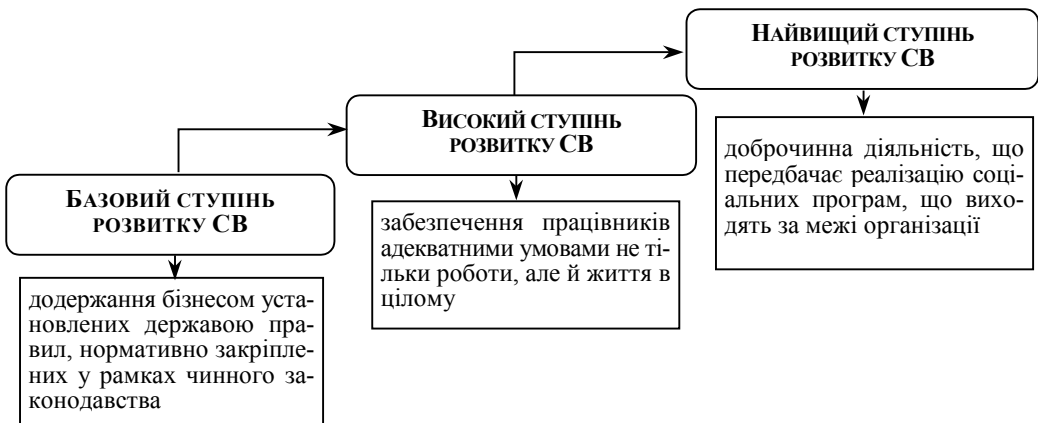 БАЗОВИЙ СТУПІНЬ
РОЗВИТКУ СВ
додержання бізнесом уста-
новлених державою пра-
вил, нормативно закріпле-
них у рамках чинного за-
конодавства
ВИСОКИЙ СТУПІНЬ
РОЗВИТКУ СВ
забезпечення працівників
адекватними умовами не ті-
льки роботи, але й життя в
цілому
НАЙВИЩИЙ СТУПІНЬ
РОЗВИТКУ СВ
доброчинна діяльність, що
передбачає реалізацію соці-
альних програм, що вихо-
дять за межі організації